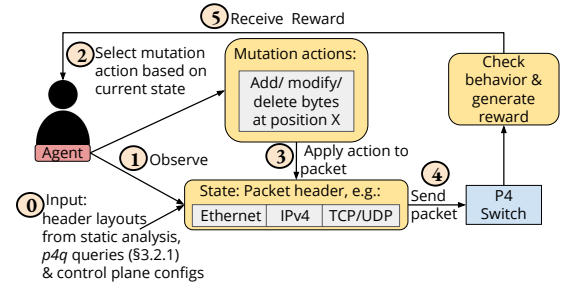 5 Receive Reward
2 Select mutation
action based on
current state
Mutation actions:
Add/ modify/
delete bytes
at position X
Check
behavior &
generate
reward
Agent
1 Observe
3 Apply action to
packet
4
Send
packet
P4
Switch
State: Packet header, e.g.:
Ethernet IPv4 TCP/UDP
0 Input:
header layouts
from static analysis,
p4q queries (§3.2.1)
& control plane configs